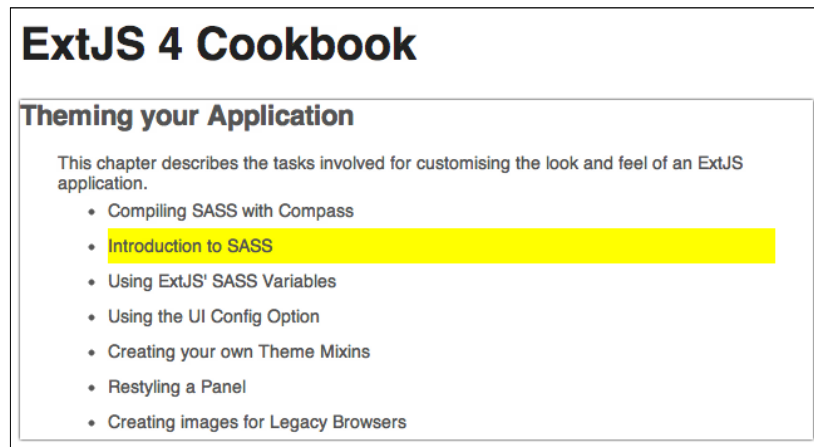 ExtJS 4 Cookbook
Theming your Application
This chapter describes the tasks involved for customising the look and feel of an ExtJS
application.
• Compiling SASS with Compass
• Introduction to SASS
• Using ExtJS' SASS Variables
• Using the UI Config Option
• Creating your own Theme Mixins
• Restyling a Panel
• Creating images for Legacy Browsers